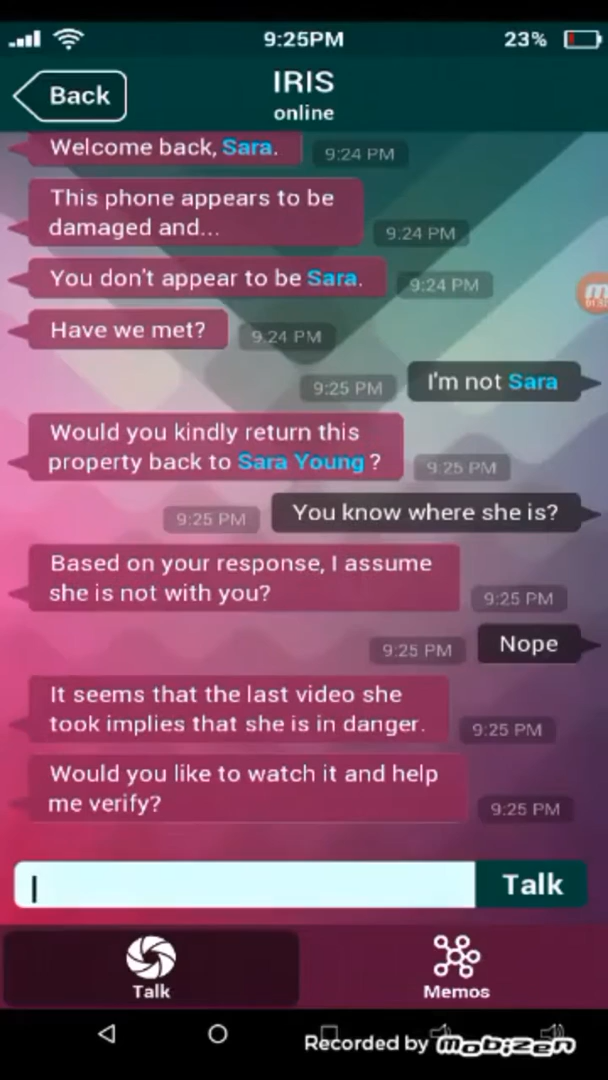 9:25PM
23%
Back
IRIS
online
Welcome back, Sara.
9:24 PM
This phone appears to be
damaged and...
9:24 PM
You don't appear to be Sara.
9:24 PM
Have we met?
9:24 PM
9:25 PM
I'm not Sara
Would you kindly return this
property back to Sara Young ?
9:25 PM
9:25 PM
You know where she is?
Based on your response, I assume
she is not with you?
9:25 PM
9:25 PM
Nope
It seems that the last video she
took implies that she is in danger.
9:25 PM
Would you like to watch it and help
me verify?
9:25 PM
Talk
Talk
Memos
Recorded by mobizen